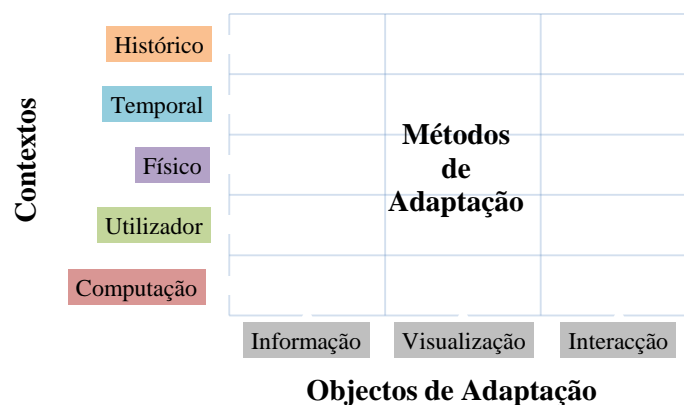 Contextos
Histórico
Temporal
Físico
Utilizador
Computação
Métodos
de
Adaptação
Informação Visualização Interacção
Objectos de Adaptação